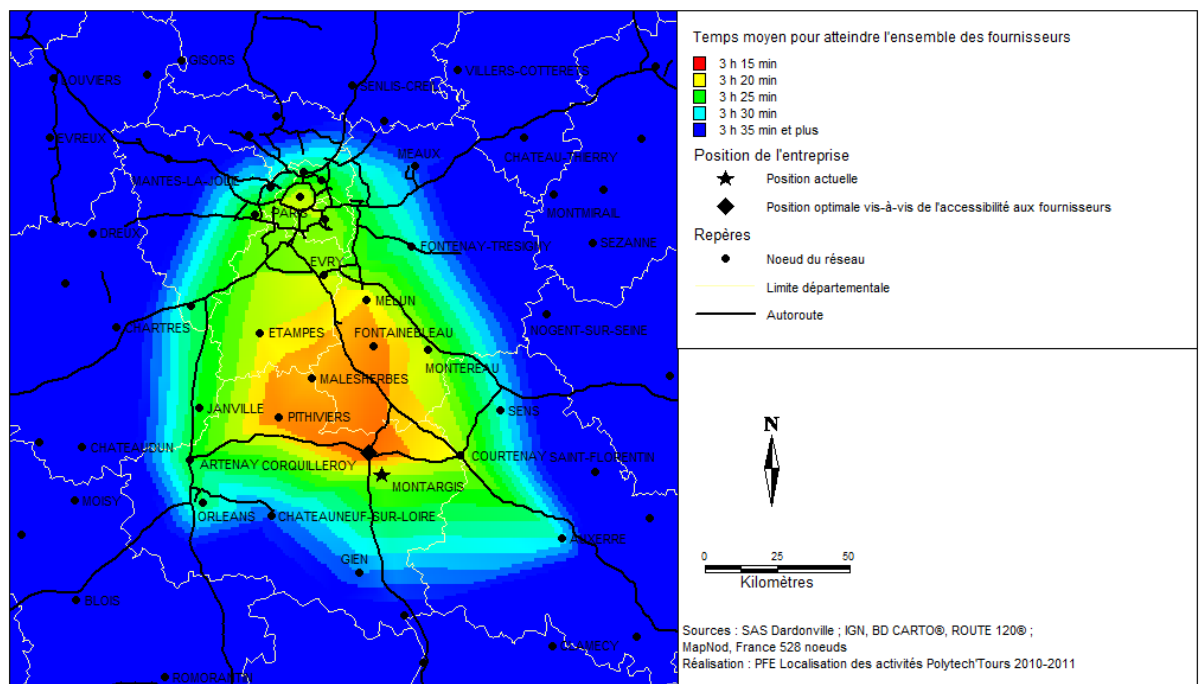 GISORS
LOUVIERS
VILLERS-COTTERETS
SENLIS-CREIL
EVREUX
CHATEAU-THIERRY
MEAUX
MANTES-LA-JOLIE
MONTMIRAIL
PARIS
DREUX
FONTENAY-TRESIGNY
SEZANNE
EVRY
MELUN
CHARTRES
ETAMPES
FONTAINEBLEAU
NOGENT-SUR-SEINE
MONTEREAU
MALESHERBES
JANVILLE
PITHIVIERS
SENS
CHATEAUDUN
ARTENAY
CORQUILLEROY
COURTENAY
SAINT-FLORENTIN
MONTARGIS
MOISY
ORLEANS
CHATEAUNEUF-SUR-LOIRE
AUXERRE
GIEN
BLOIS
CLAMECY
ROMORANTIN
Temps moyen pour atteindre l'ensemble des fournisseurs
3 h 15 min
3 h 20 min
3 h 25 min
3 h 30 min
3 h 35 min et plus
Position de l'entreprise
Position actuelle
Position optimale vis-à-vis de l'accessibilité aux fournisseurs
Repères
Noeud du réseau
Limite départementale
Autoroute
N
0 25 50
Kilomètres
Sources : SAS Dardonville ; IGN, BD CARTO®, ROUTE 120® ;
MapNod, France 528 noeuds
Réalisation : PFE Localisation des activités Polytech'Tours 2010-2011